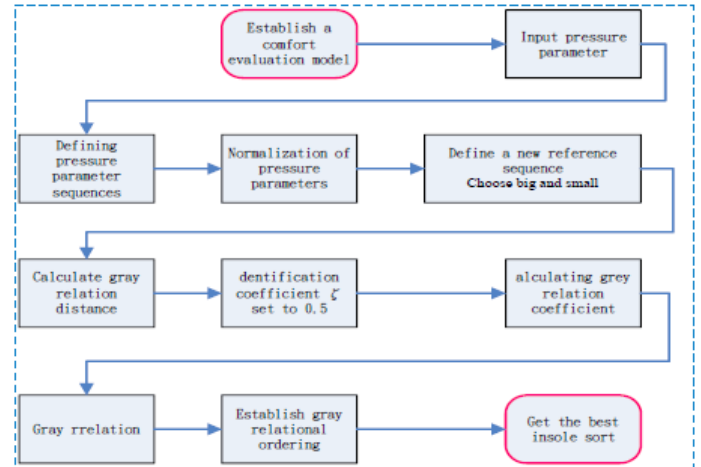 Establish a
comfort
evaluation model
Input pressure
parameter
Defining
pressure
parameter
sequences
Normalization of
pressure
parameters
Define a new reference
sequence
Choose big and small
Calculate gray
relation
distance
dentification
coefficient ζ
set to 0.5
alculating grey
relation
coefficient
Gray rrelation
Establish gray
relational
ordering
Get the best
insole sort